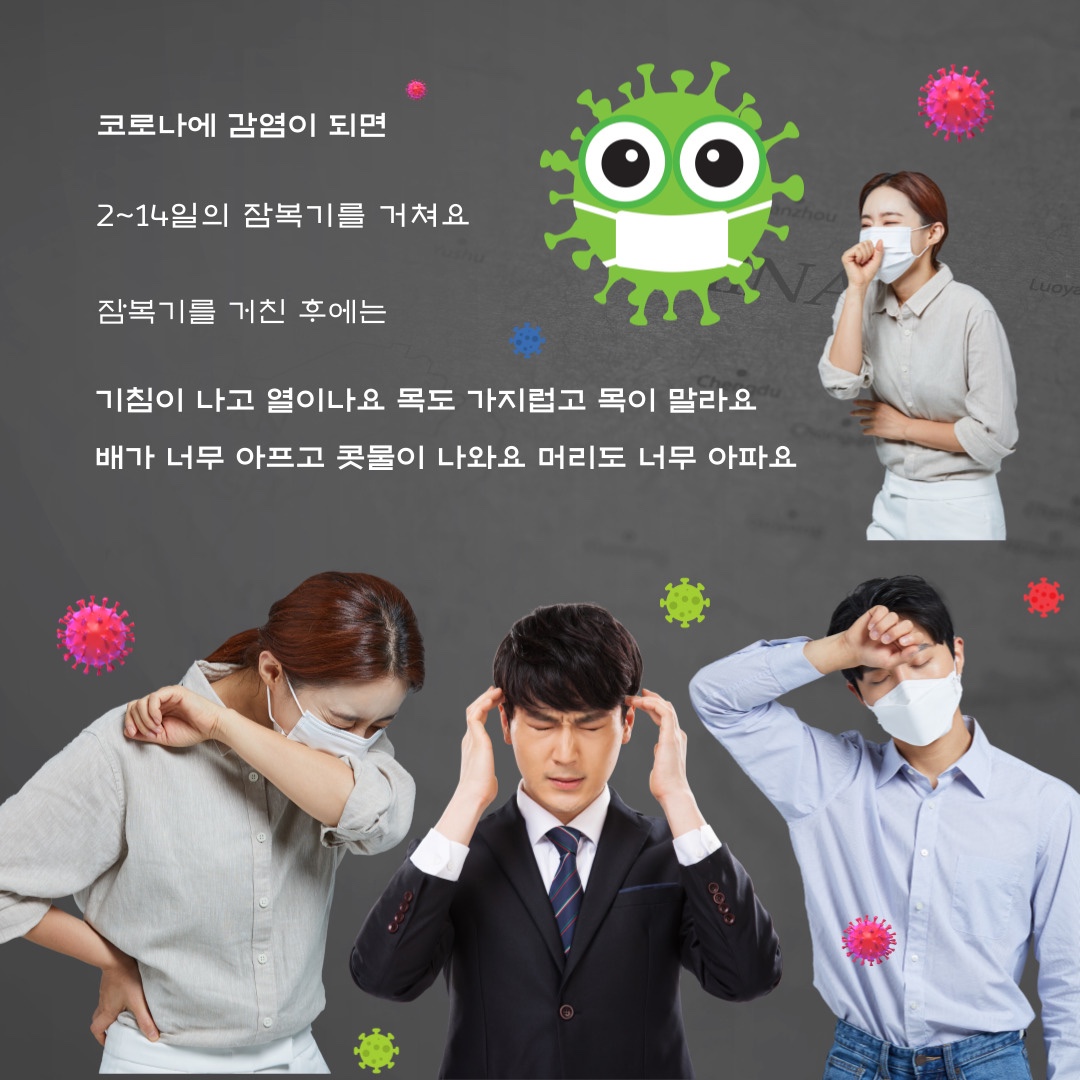 코로나에 감염이 되면
2~14일의 잠복기를 거쳐요
잠복기를 거친 후에는
기침이 나고 열이나요 목도 가지럽고 목이 말라요
배가 너무 아프고 콧물이 나와요 머리도 너무 아파요